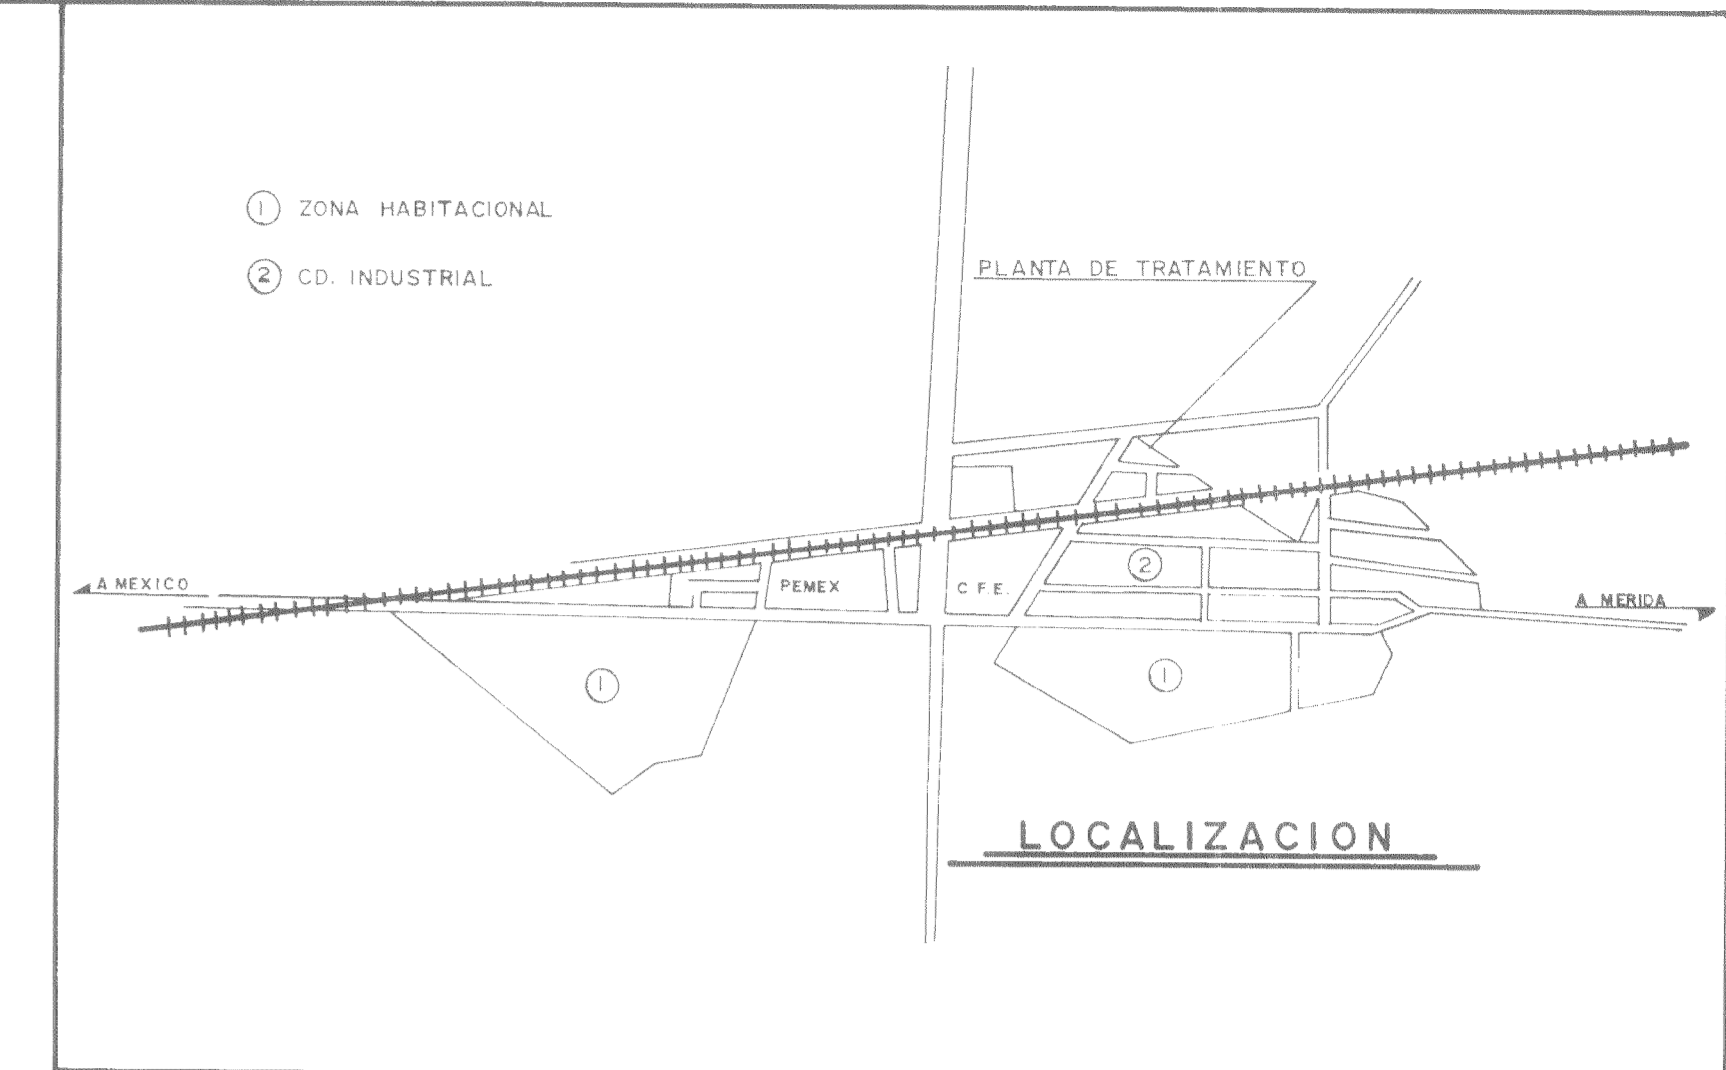 1 ZONA HABITACIONAL
2 CD. INDUSTRIAL
PLANTA DE TRATAMIENTO
A MEXICO
PEMEX
C.F.E.
2
A MERIDA
1
1
LOCALIZACION